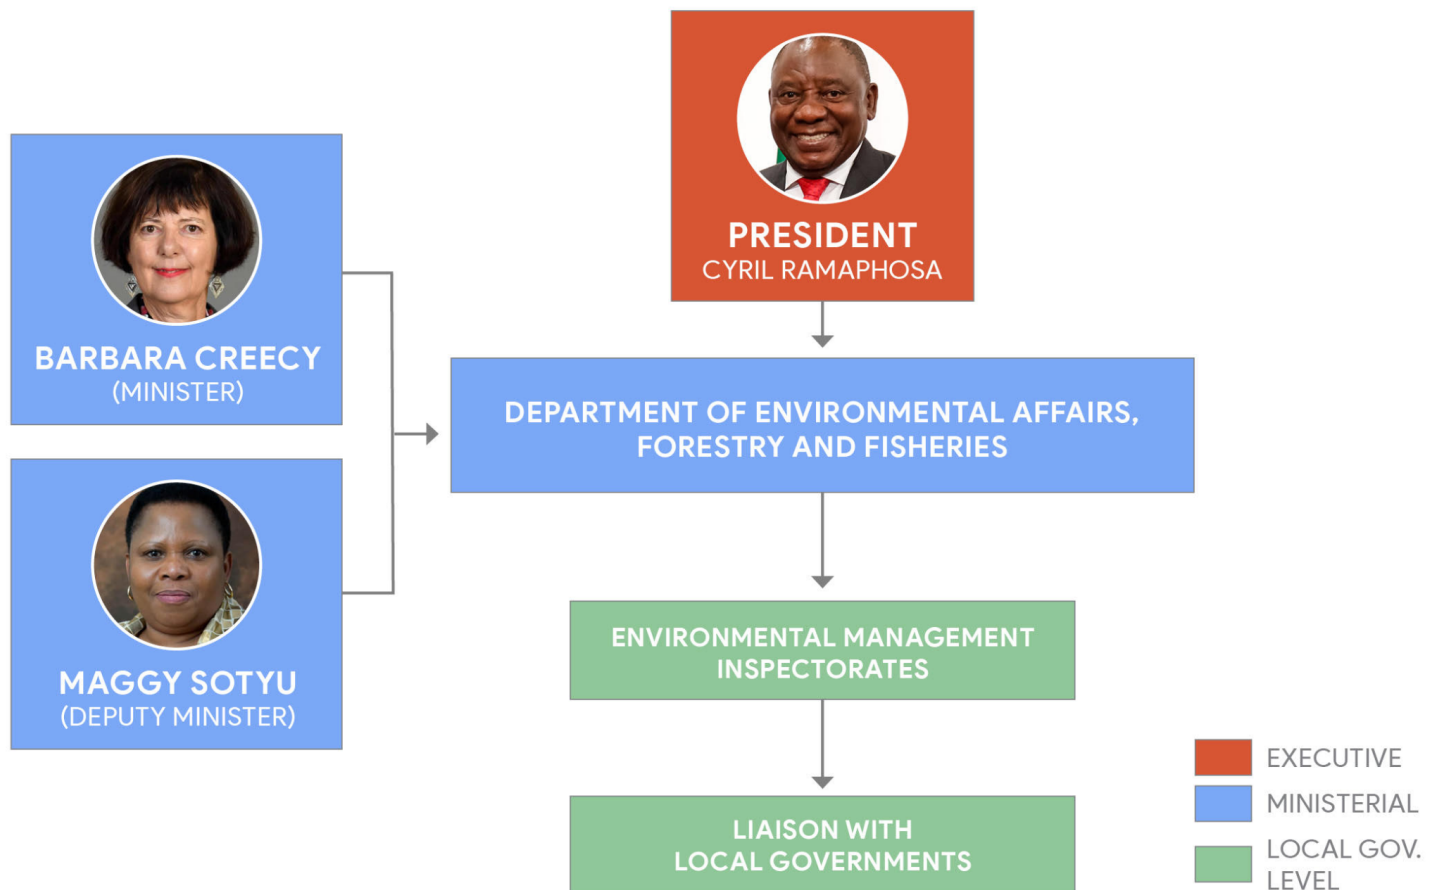 PRESIDENT
CYRIL RAMAPHOSA
BARBARA CREECY
(MINISTER)
DEPARTMENT OF ENVIRONMENTAL AFFAIRS,
FORESTRY AND FISHERIES
MAGGY SOTYU
(DEPUTY MINISTER)
ENVIRONMENTAL MANAGEMENT
INSPECTORATES
LIAISON WITH
LOCAL GOVERNMENTS
EXECUTIVE
MINISTERIAL
LOCAL GOV.
LEVEL